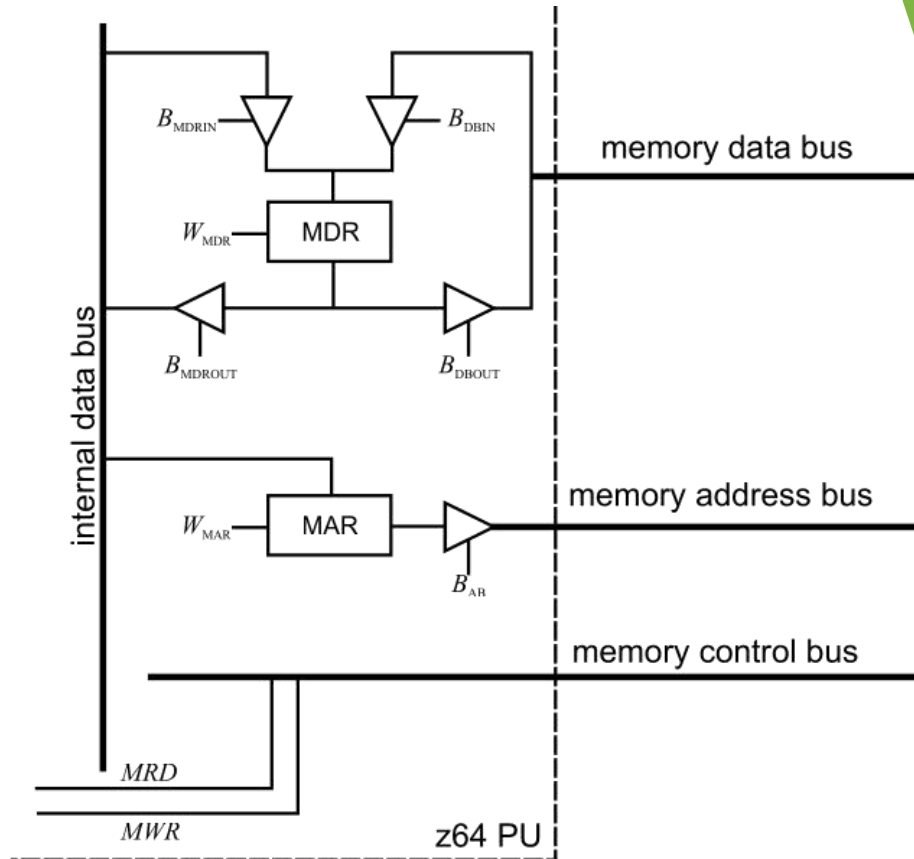 B_MDRIN
B_DBIN
memory data bus
W_MDR
MDR
B_MDROUT
B_DBOUT
internal data bus
memory address bus
W_MAR
MAR
B_AB
memory control bus
MRD
MWR
z64 PU